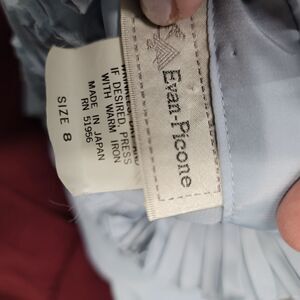 Evan-Picone
IF DESIRED, PRESS
WITH WARM IRON
MADE IN JAPAN
RN 51956
SIZE 8